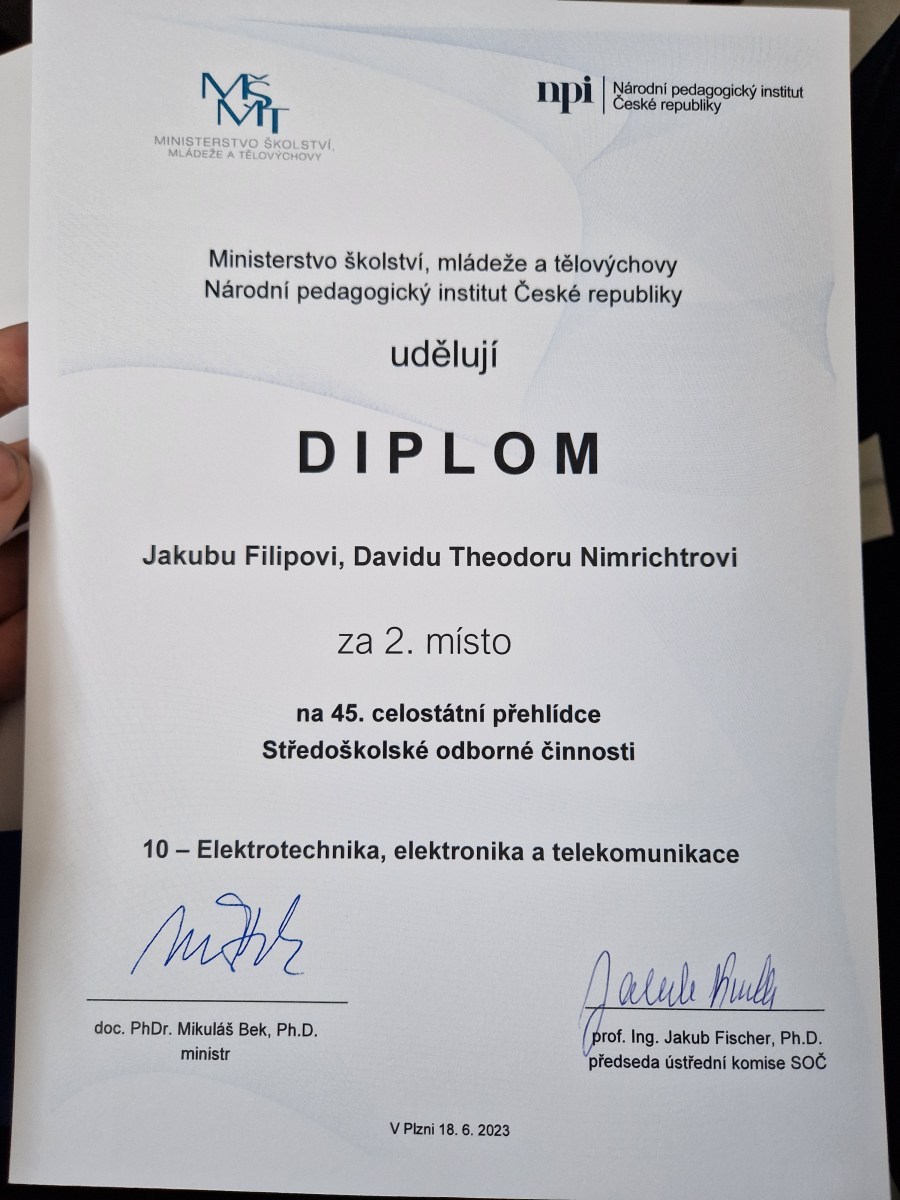 MŠ
MT
MINISTERSTVO ŠKOLSTVÍ,
MLÁDEŽE A TĚLOVÝCHOVY
npi
Národní pedagogický institut
České republiky
Ministerstvo školství, mládeže a tělovýchovy
Národní pedagogický institut České republiky
udělují
DIPLOM
Jakubu Filipovi, Davidu Theodoru Nimrichtrovi
za 2. místo
na 45. celostátní přehlídce
Středoškolské odborné činnosti
10 – Elektrotechnika, elektronika a telekomunikace
doc. PhDr. Mikuláš Bek, Ph.D.
ministr
prof. Ing. Jakub Fischer, Ph.D.
předseda ústřední komise SOČ
V Plzni 18. 6. 2023